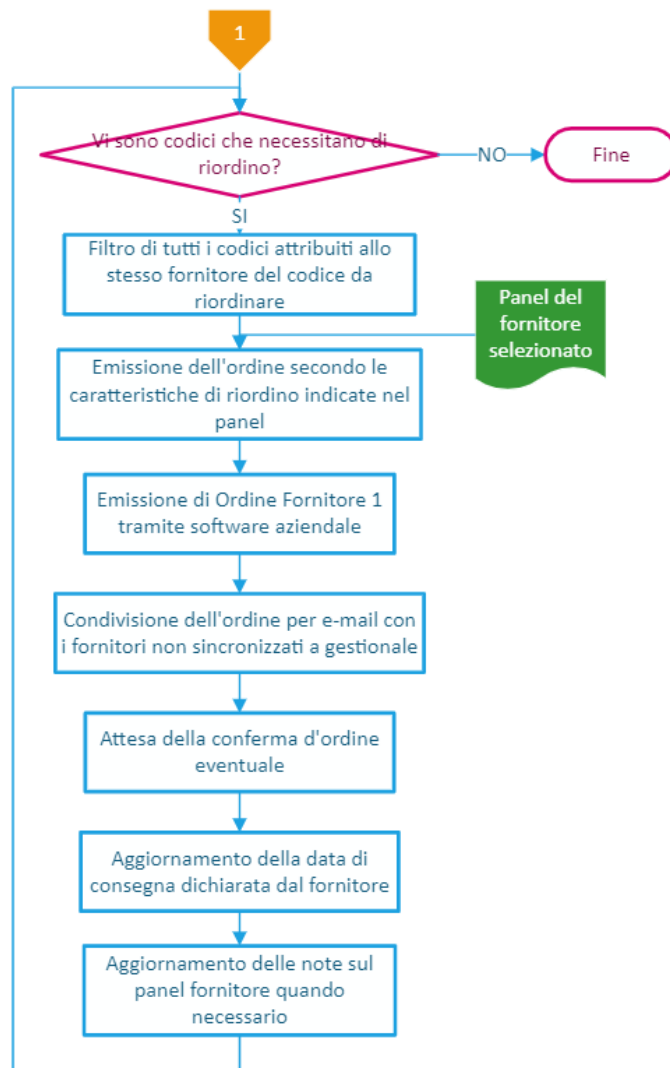 1
Vi sono codici che necessitano di
riordino?
NO
Fine
SI
Filtro di tutti i codici attribuiti allo
stesso fornitore del codice da
riordinare
Panel del
fornitore
selezionato
Emissione dell'ordine secondo le
caratteristiche di riordino indicate nel
panel
Emissione di Ordine Fornitore 1
tramite software aziendale
Condivisione dell'ordine per e-mail con
i fornitori non sincronizzati a gestionale
Attesa della conferma d'ordine
eventuale
Aggiornamento della data di
consegna dichiarata dal fornitore
Aggiornamento delle note sul
panel fornitore quando
necessario